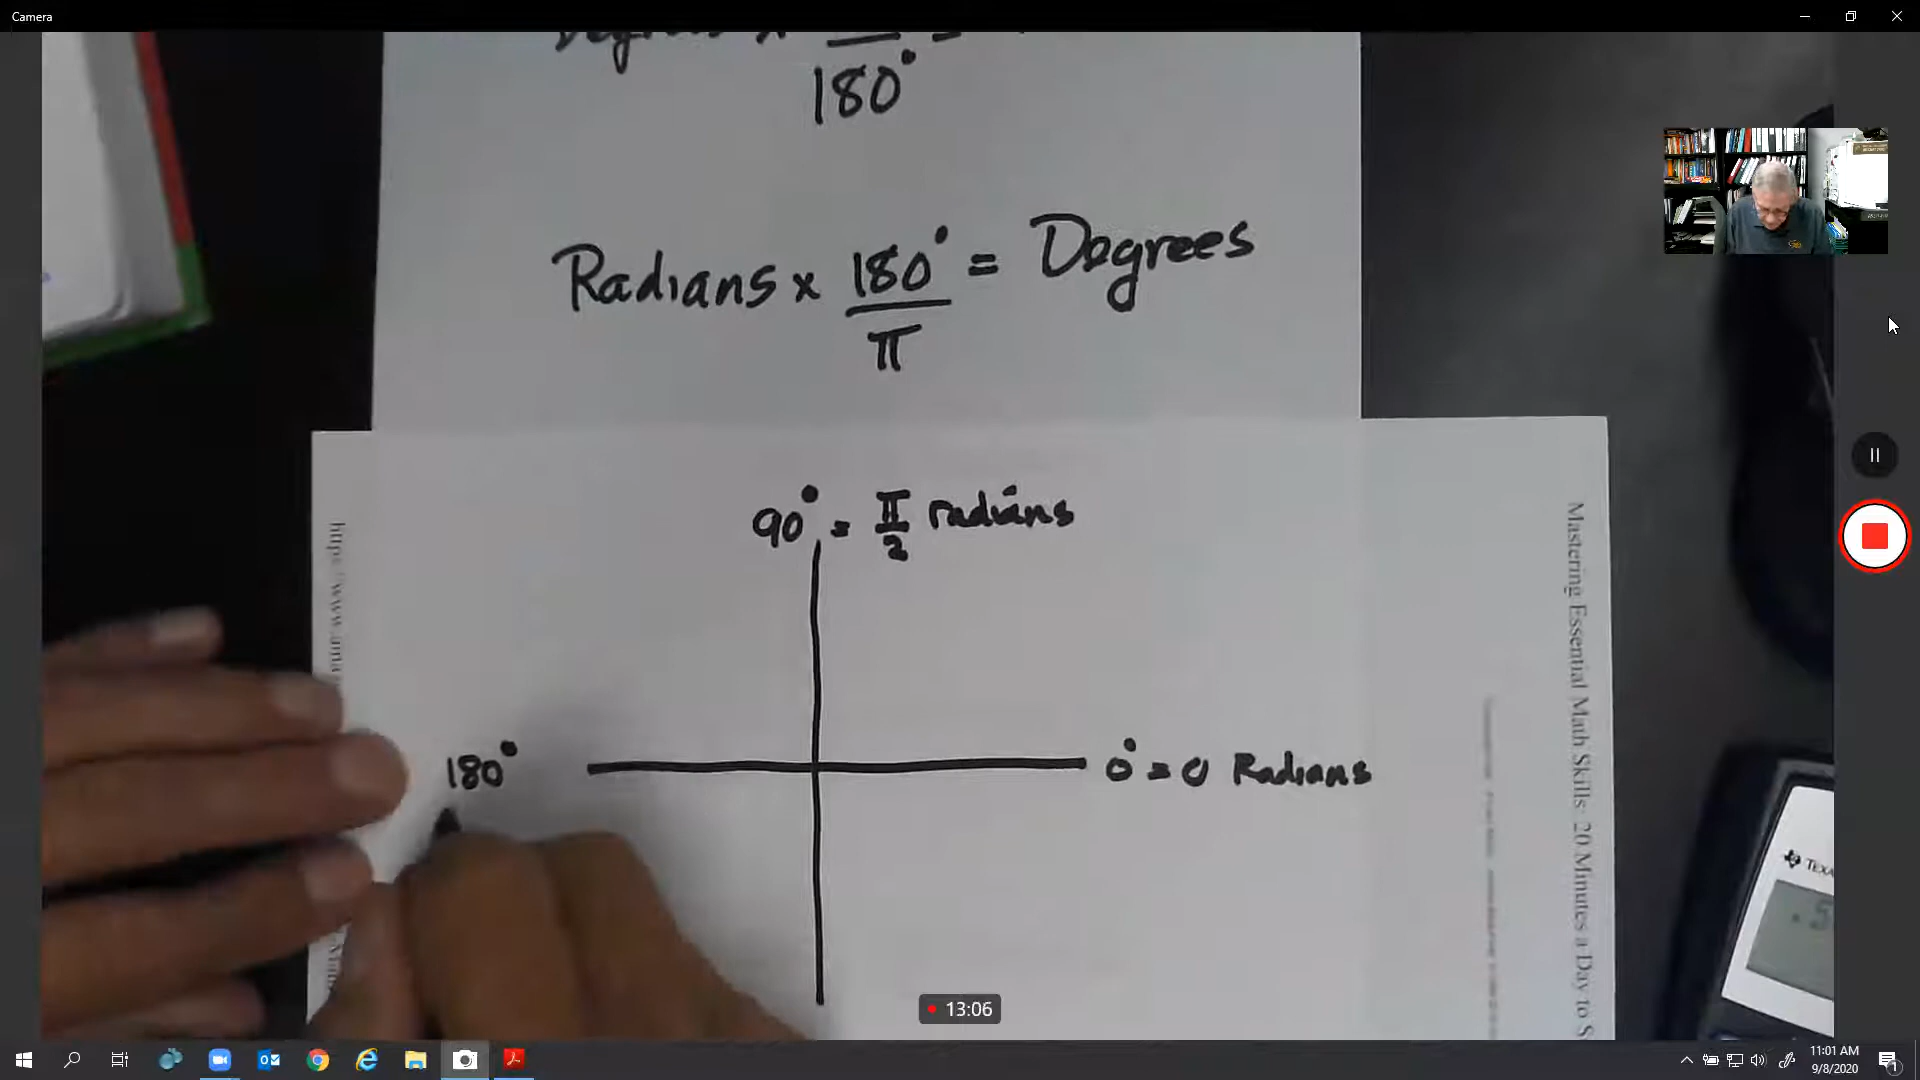 Camera
Degrees x
180°
Radians x 180° = Degrees
π
90° = π/2 radians
180°
0° = 0 Radians
Mastering Essential Math Skills 20 Minutes a Day to S
13:06
11:01 AM
9/8/2020